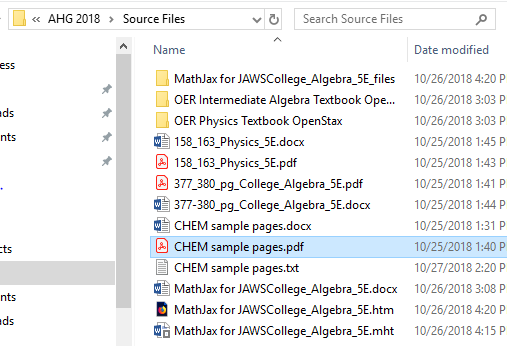 « AHG 2018 > Source Files
Search Source Files
Name Date modified
ess
MathJax for JAWSCollege_Algebra_5E_files 10/26/2018 4:20 P
OER Intermediate Algebra Textbook Ope... 10/26/2018 3:03 P
nds OER Physics Textbook OpenStax 10/26/2018 3:03 P
158_163_Physics_5E.docx 10/25/2018 1:45 P
ads 158_163_Physics_5E.pdf 10/25/2018 1:43 P
377_380_pg_College_Algebra_5E.pdf 10/25/2018 1:41 P
377-380_pg_College_Algebra_5E.docx 10/25/2018 1:44 P
CHEM sample pages.docx 10/25/2018 1:31 P
cts CHEM sample pages.pdf 10/25/2018 1:40 P
CHEM sample pages.txt 10/27/2018 2:20 P
nts MathJax for JAWSCollege_Algebra_5E.docx 10/26/2018 3:08 P
ads MathJax for JAWSCollege_Algebra_5E.htm 10/26/2018 4:20 P
MathJax for JAWSCollege_Algebra_5E.mht 10/26/2018 4:15 P